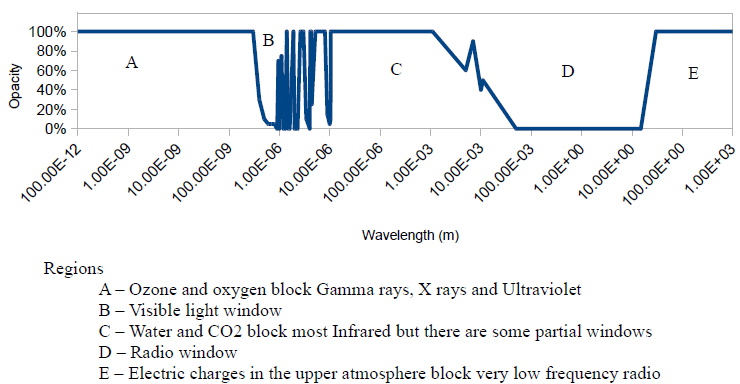 100%
80%
60%
40%
20%
0%
Opacity
A
B
C
D
E
100.00E-12
1.00E-09
10.00E-09
100.00E-09
1.00E-06
10.00E-06
100.00E-06
1.00E-03
10.00E-03
100.00E-03
1.00E+00
10.00E+00
100.00E+00
1.00E+03
Wavelength (m)
Regions
A – Ozone and oxygen block Gamma rays, X rays and Ultraviolet
B – Visible light window
C – Water and CO2 block most Infrared but there are some partial windows
D – Radio window
E – Electric charges in the upper atmosphere block very low frequency radio